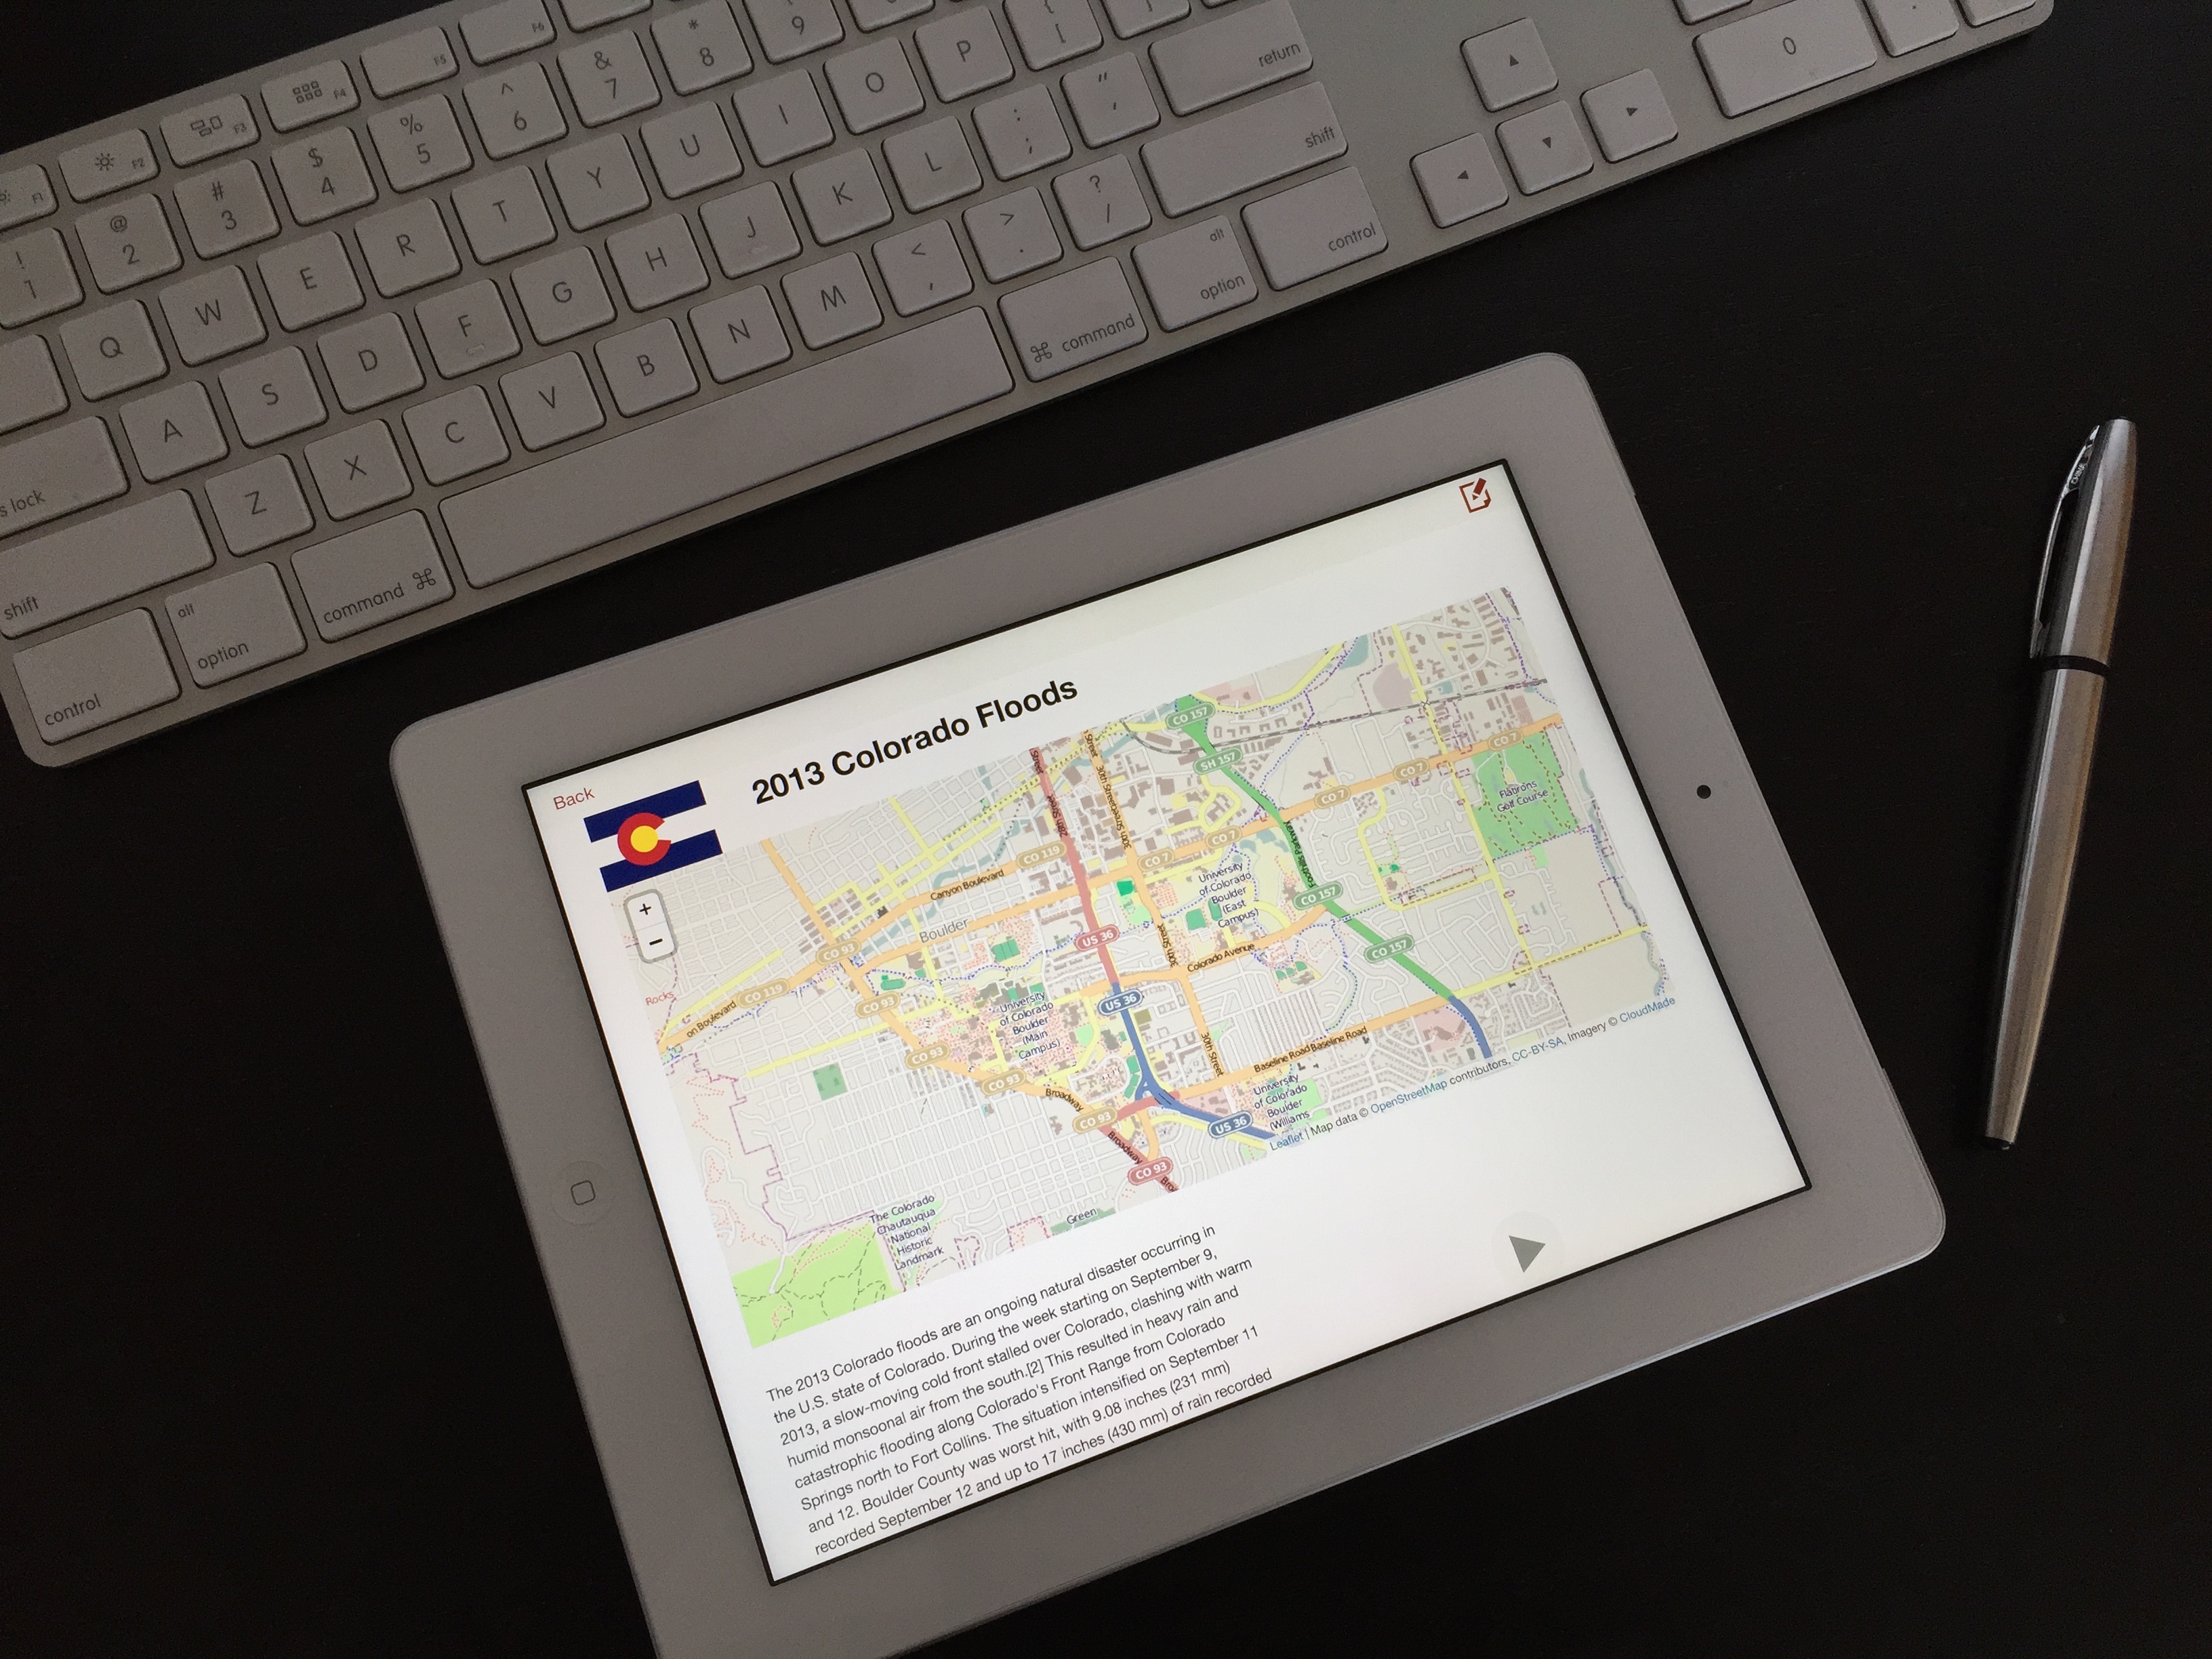 F5 F6
F4 & 7 * 8 ( 9 P { [
F3 % 5 ^ 6 U I O : ; " ' return
F2 # 3 $ 4 T Y J K L ? / shift
F1 @ 2 E R G H M < , > . alt option control
! 1 Q W D F V B N ⌘ command
A S X C
s lock Z command ⌘
shift alt option
control
0
Back
2013 Colorado Floods
+
−
CO 157
SH 157
CO 7
CO 7
CO 7
CO 7
CO 7
Flatirons
Golf Course
28th Street
30th Street
30th Street
30th Street
Foothills Parkway
CO 119
Canyon Boulevard
Boulder
University
of Colorado
Boulder
(East
Campus)
CO 157
CO 157
CO 93
US 36
Colorado Avenue
Rocks
CO 119
on Boulevard
CO 93
US 36
University
of Colorado
Boulder
(Main
Campus)
CO 93
CO 93
Broadway
CO 93
Baseline Road Baseline Road
University
of Colorado
Boulder
(Williams
US 36
Broadway
CO 93
Bro
The Colorado
Chautauqua
National
Historic
Landmark
Green
Leaflet | Map data © OpenStreetMap contributors, CC-BY-SA, Imagery © CloudMade
The 2013 Colorado floods are an ongoing natural disaster occurring in
the U.S. state of Colorado. During the week starting on September 9,
2013, a slow-moving cold front stalled over Colorado, clashing with warm
humid monsoonal air from the south.[2] This resulted in heavy rain and
catastrophic flooding along Colorado's Front Range from Colorado
Springs north to Fort Collins. The situation intensified on September 11
and 12. Boulder County was worst hit, with 9.08 inches (231 mm)
recorded September 12 and up to 17 inches (430 mm) of rain recorded